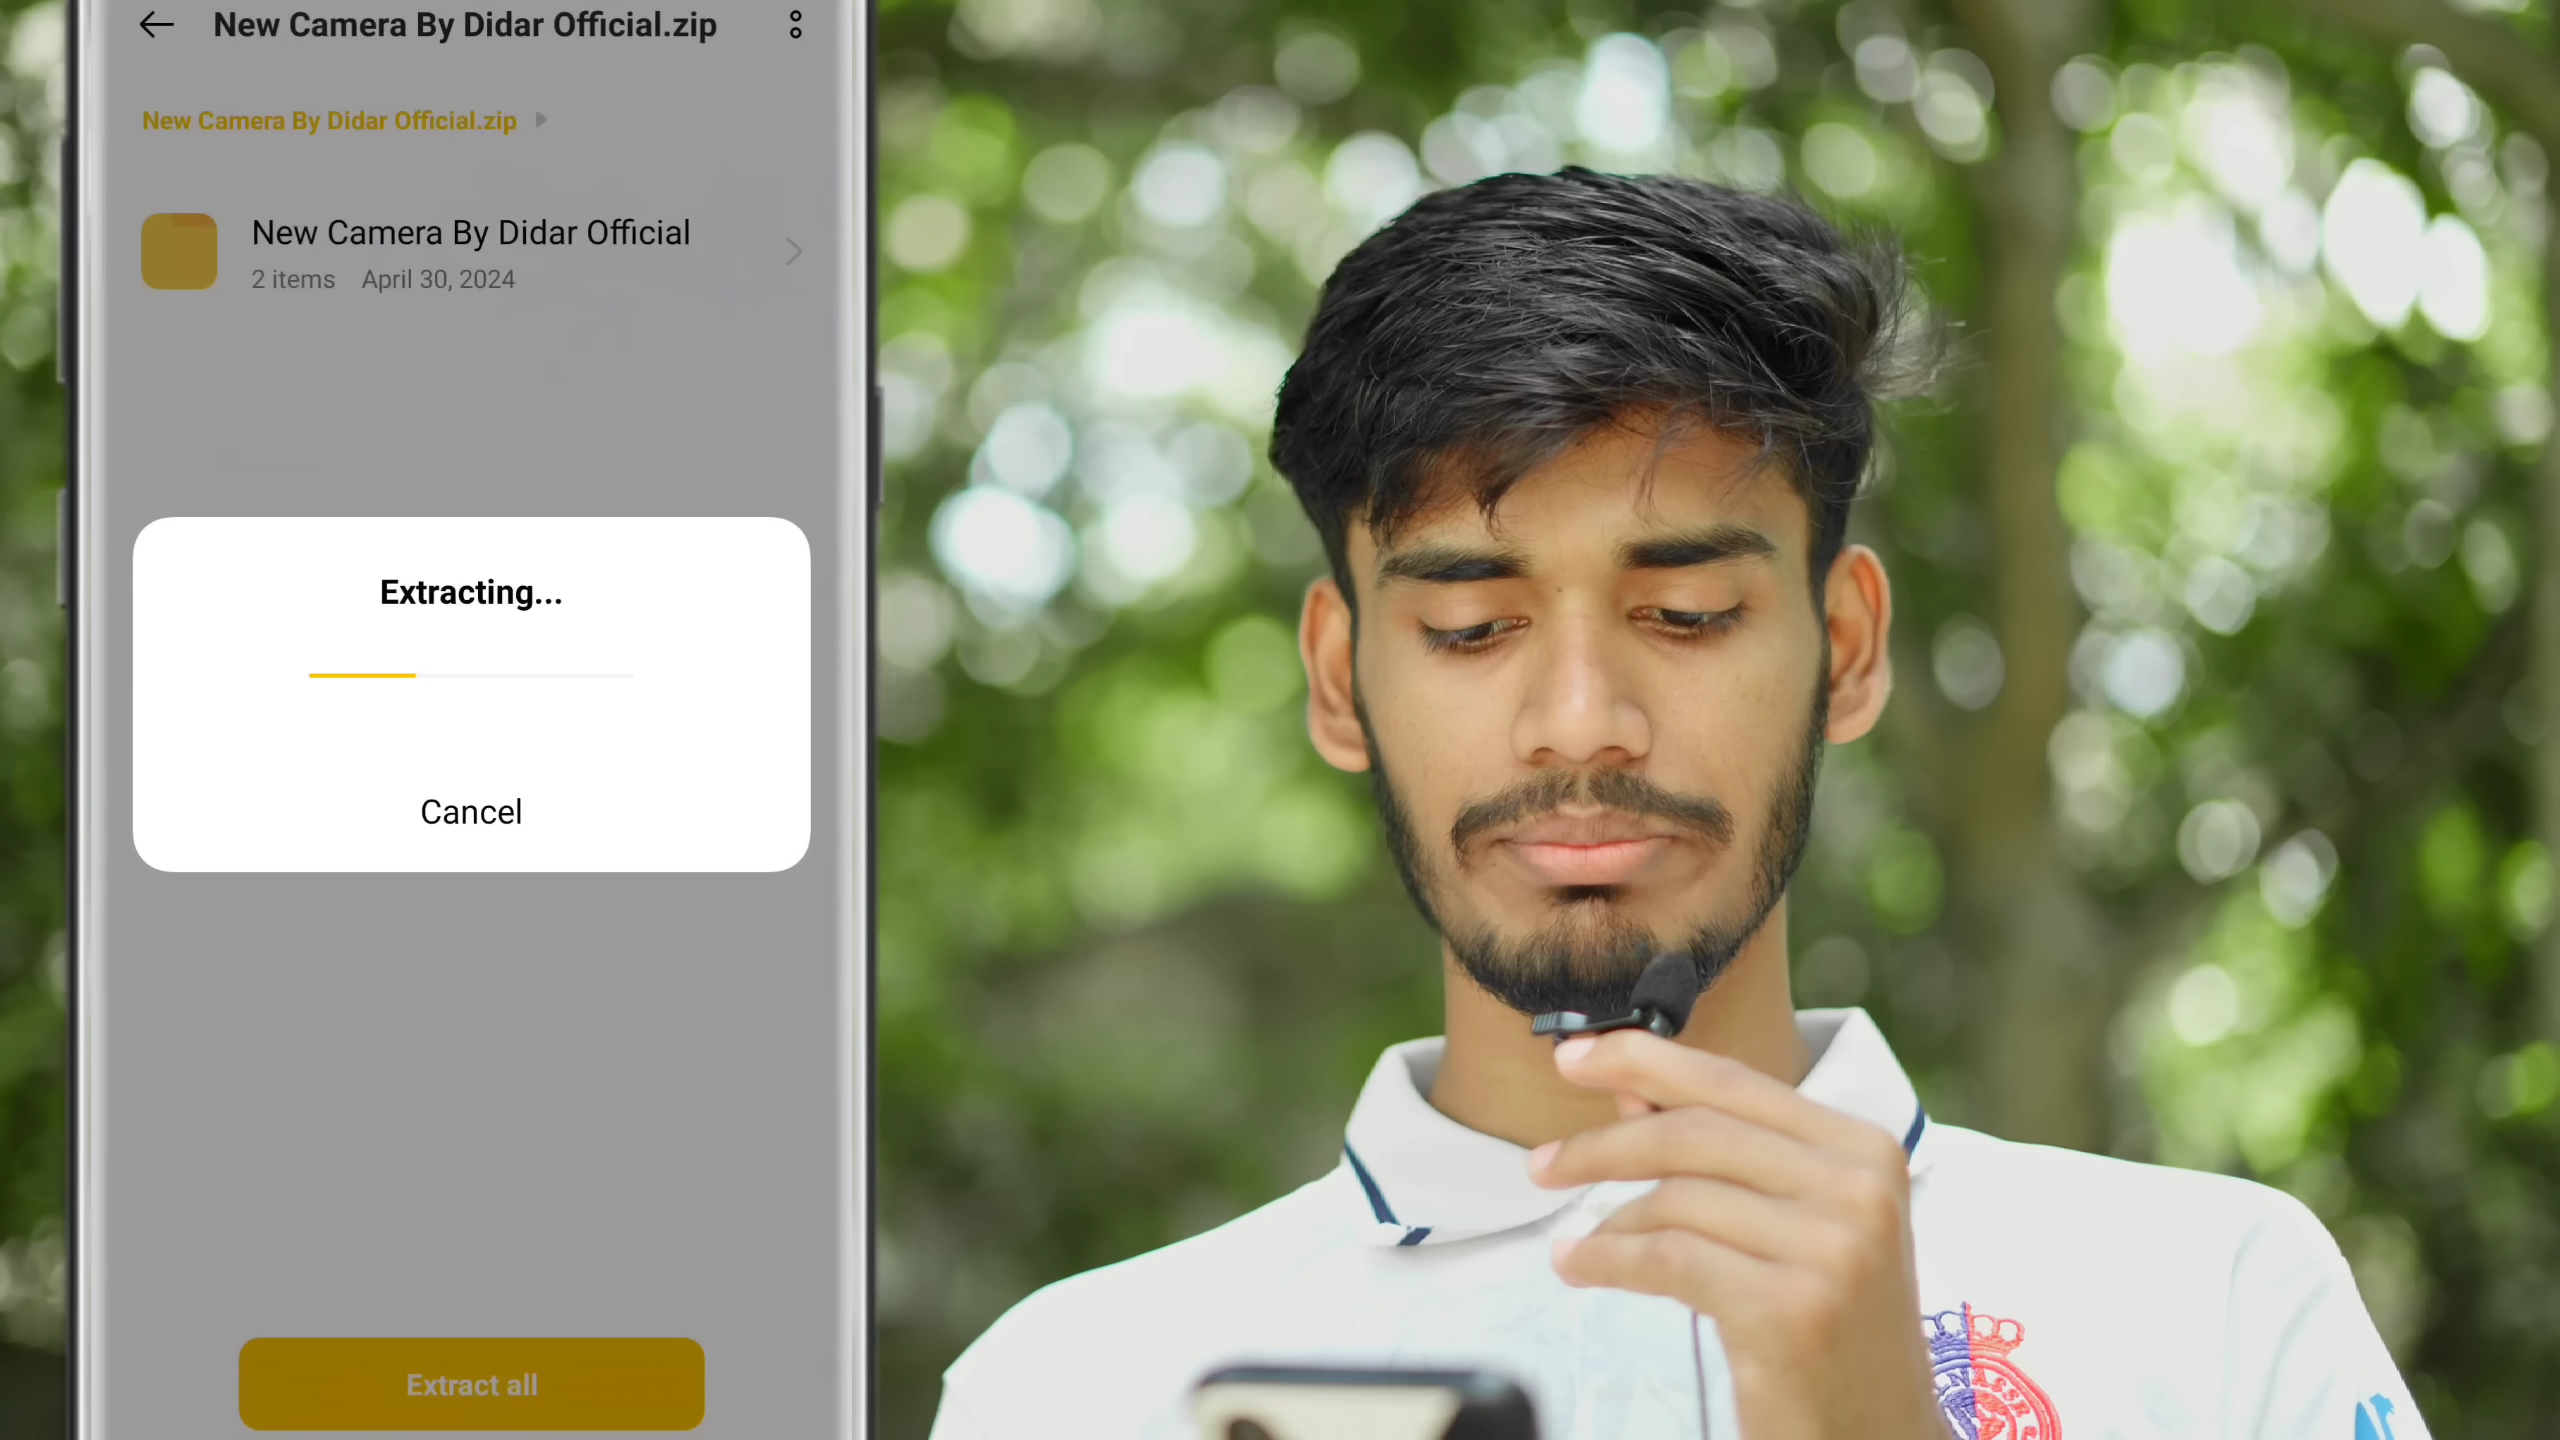 New Camera By Didar Official.zip
New Camera By Didar Official.zip
New Camera By Didar Official
2 items April 30, 2024
Extracting...
Cancel
Extract all